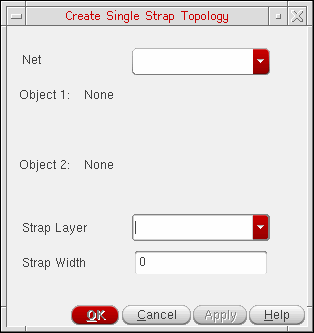 Create Single Strap Topology
Net
Object 1: None
Object 2: None
Strap Layer
Strap Width 0
OK Cancel Apply Help